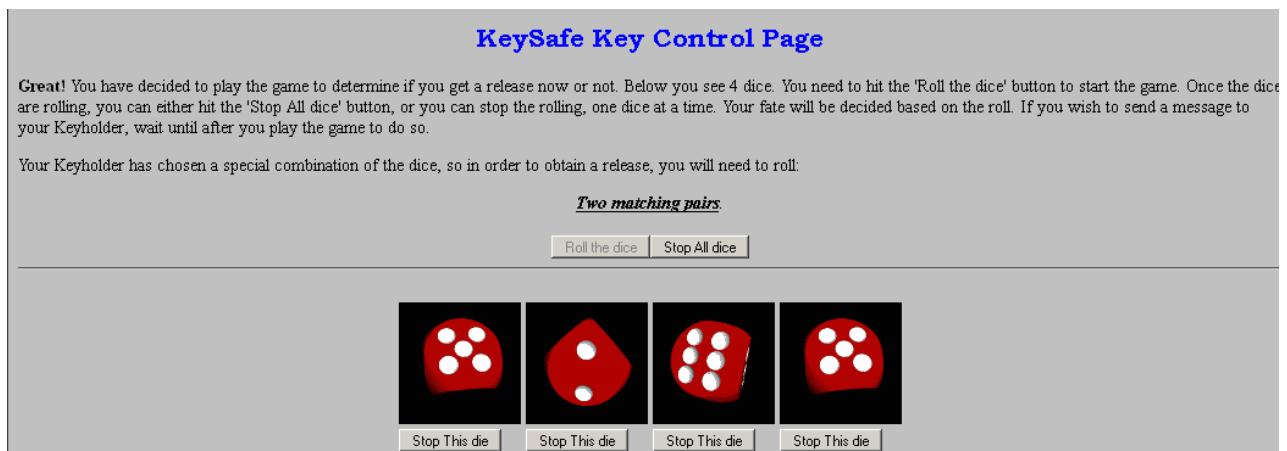 KeySafe Key Control Page
Great! You have decided to play the game to determine if you get a release now or not. Below you see 4 dice. You need to hit the 'Roll the dice' button to start the game. Once the dice
are rolling, you can either hit the 'Stop All dice' button, or you can stop the rolling, one dice at a time. Your fate will be decided based on the roll. If you wish to send a message to
your Keyholder, wait until after you play the game to do so.
Your Keyholder has chosen a special combination of the dice, so in order to obtain a release, you will need to roll:
Two matching pairs.
Roll the dice Stop All dice
Stop This die Stop This die Stop This die Stop This die